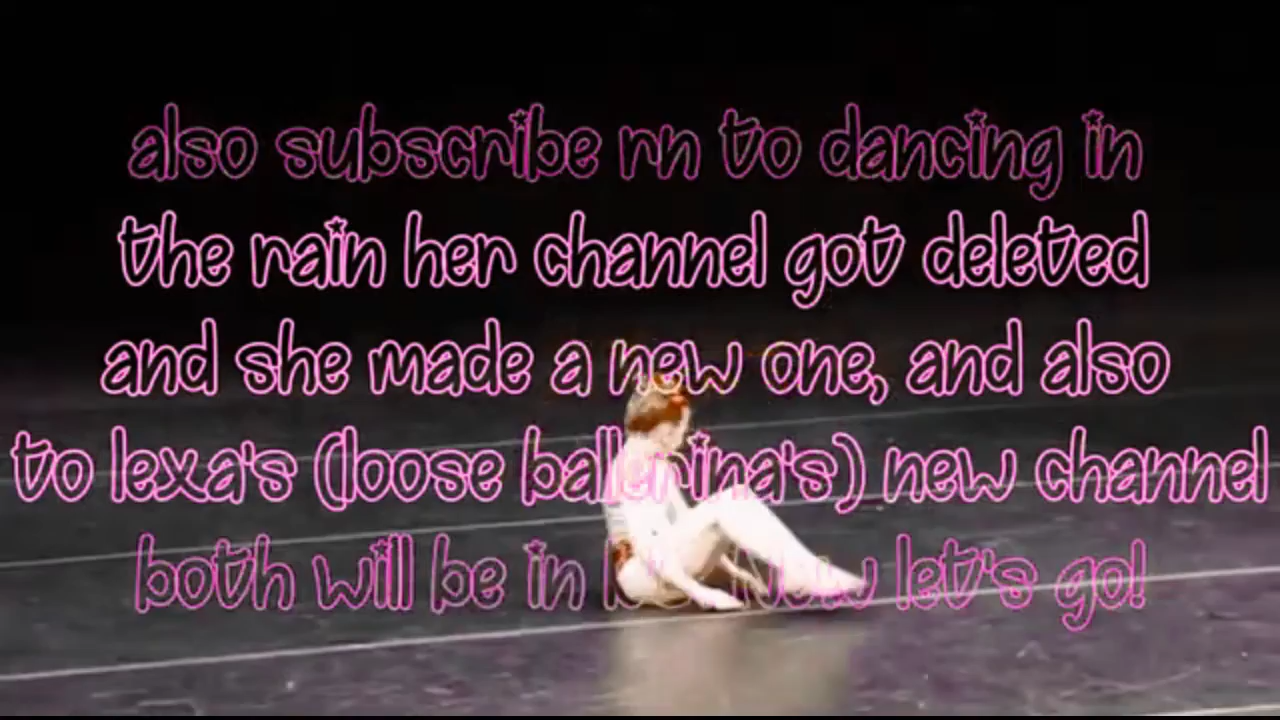 also subscribe rn to dancing in
the rain her channel got deleted
and she made a new one, and also
to lexa's (loose ballerina's) new channel
both will be in Now let's go!